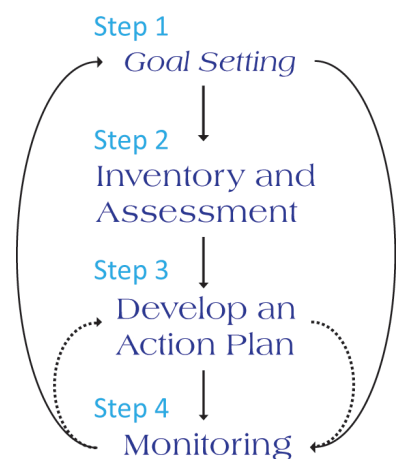 Step 1
Goal Setting
Step 2
Inventory and
Assessment
Step 3
Develop an
Action Plan
Step 4
Monitoring